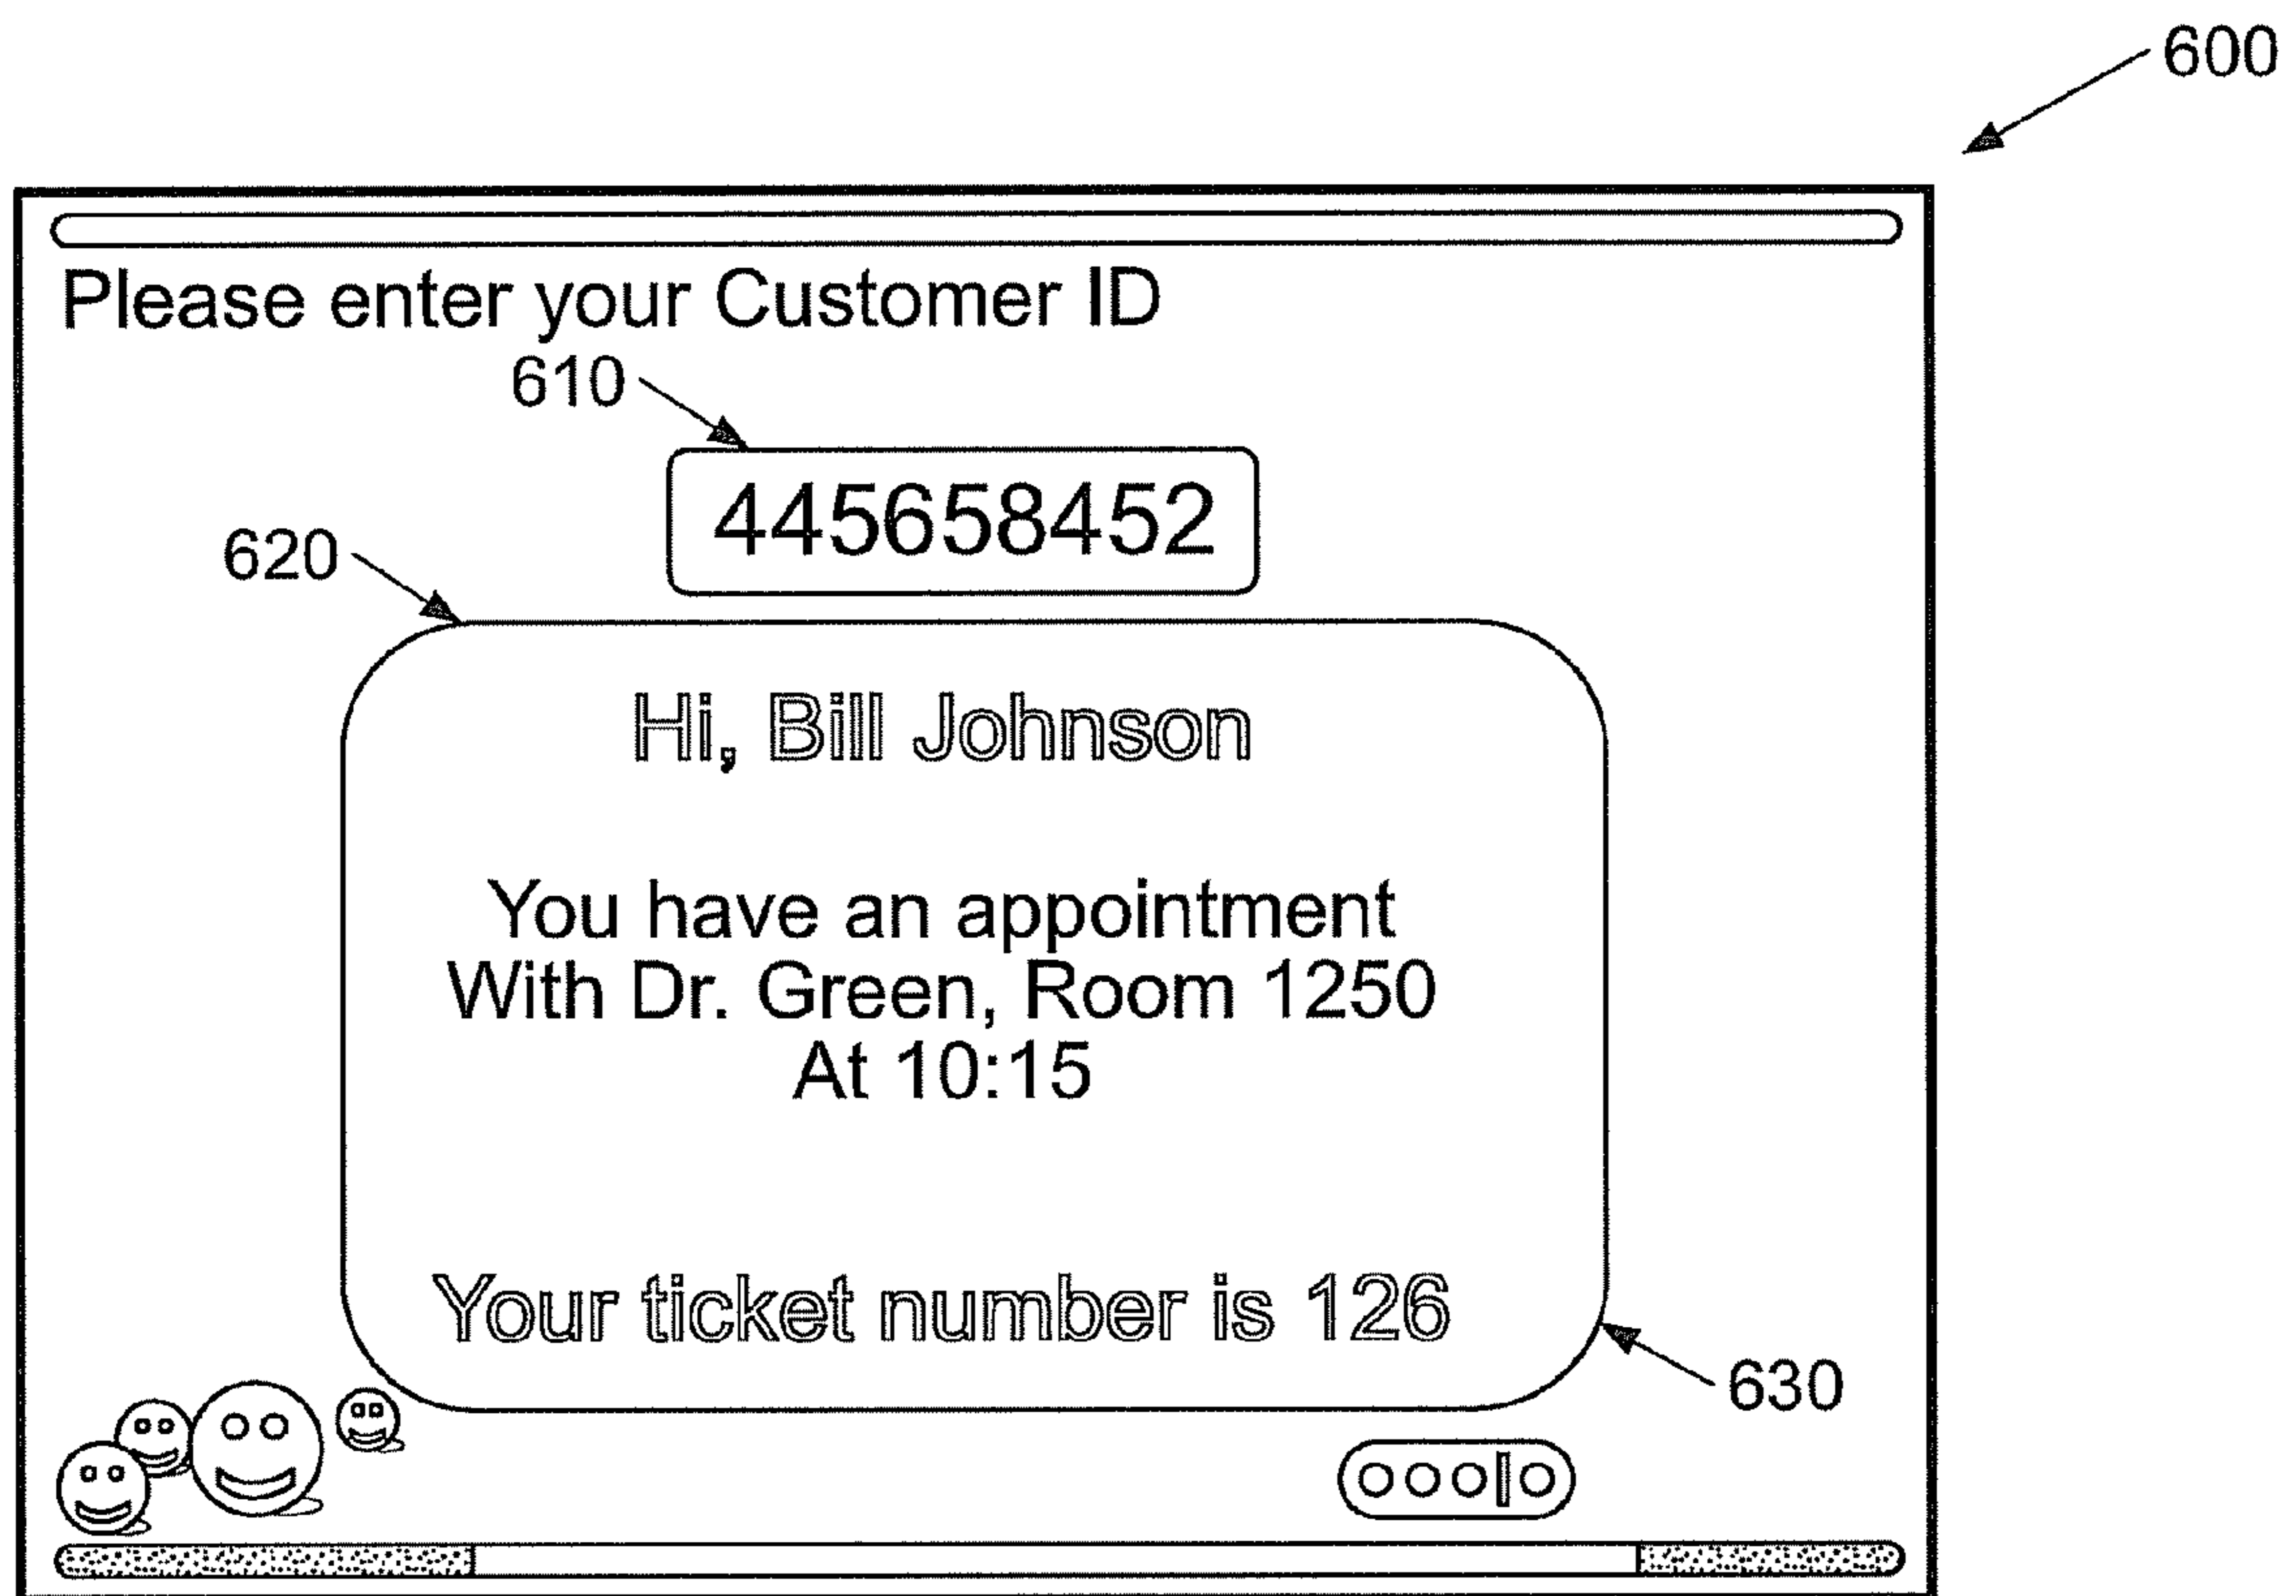 600
Please enter your Customer ID
610
445658452
620
Hi, Bill Johnson
You have an appointment
With Dr. Green, Room 1250
At 10:15
Your ticket number is 126
630